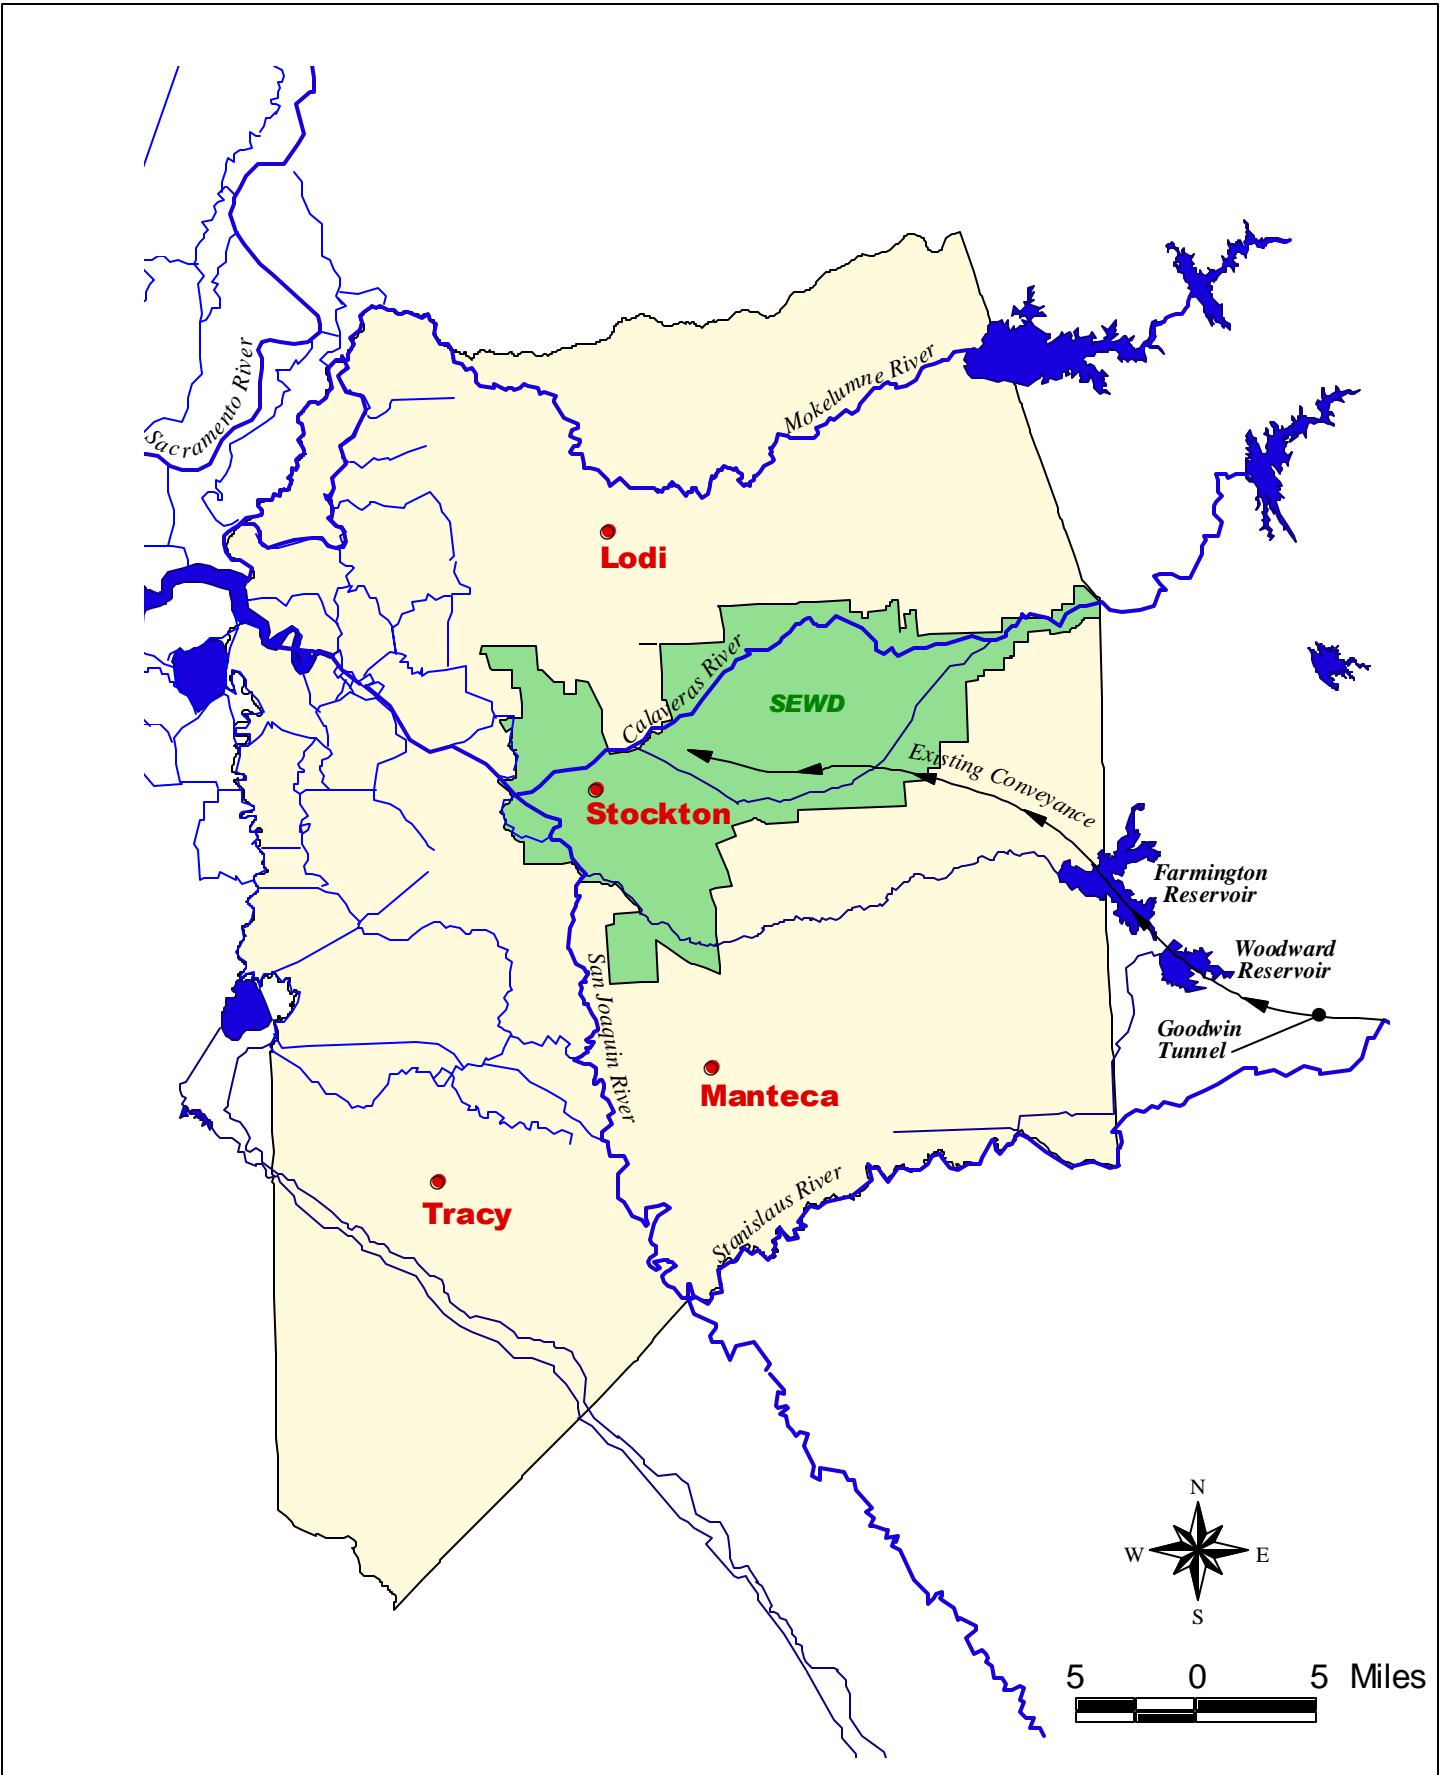 Sacramento River
Mokelumne River
Lodi
Calaveras River
SEWD
Existing Conveyance
Stockton
Farmington
Reservoir
Woodward
Reservoir
San Joaquin River
Goodwin
Tunnel
Manteca
Stanislaus River
Tracy
N
W
E
S
5 0 5 Miles